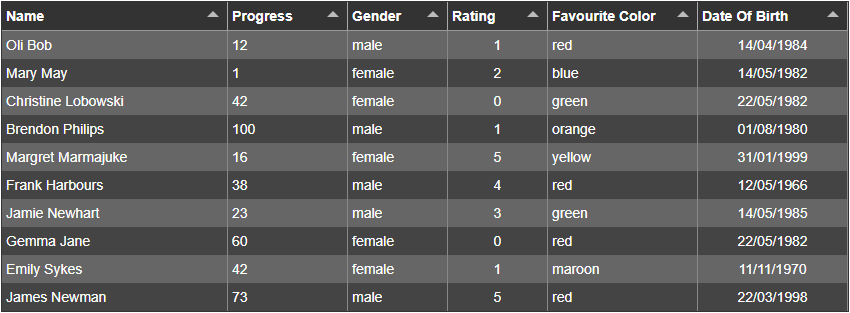 Name Progress Gender Rating Favourite Color Date Of Birth
Oli Bob 12 male 1 red 14/04/1984
Mary May 1 female 2 blue 14/05/1982
Christine Lobowski 42 female 0 green 22/05/1982
Brendon Philips 100 male 1 orange 01/08/1980
Margret Marmajuke 16 female 5 yellow 31/01/1999
Frank Harbours 38 male 4 red 12/05/1966
Jamie Newhart 23 male 3 green 14/05/1985
Gemma Jane 60 female 0 red 22/05/1982
Emily Sykes 42 female 1 maroon 11/11/1970
James Newman 73 male 5 red 22/03/1998